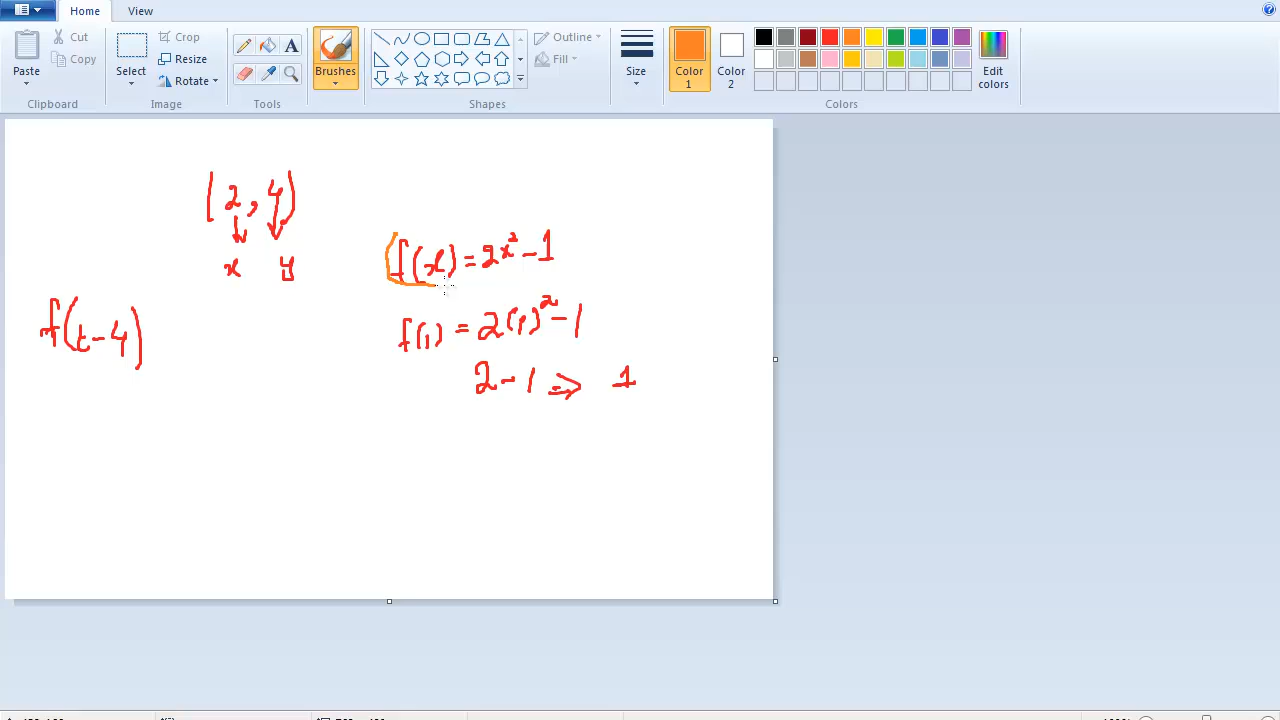 Home View
Cut
Copy
Paste
Clipboard
Select
Crop
Resize
Rotate
Image
A
Tools
Brushes
Outline
Fill
Shapes
Size
Color 1
Color 2
Edit colors
Colors
(2, 4)
x y
f(x) = 2x² - 1
f(t-4)
f(1) = 2(1)² - 1
2 - 1 ⇒ 1